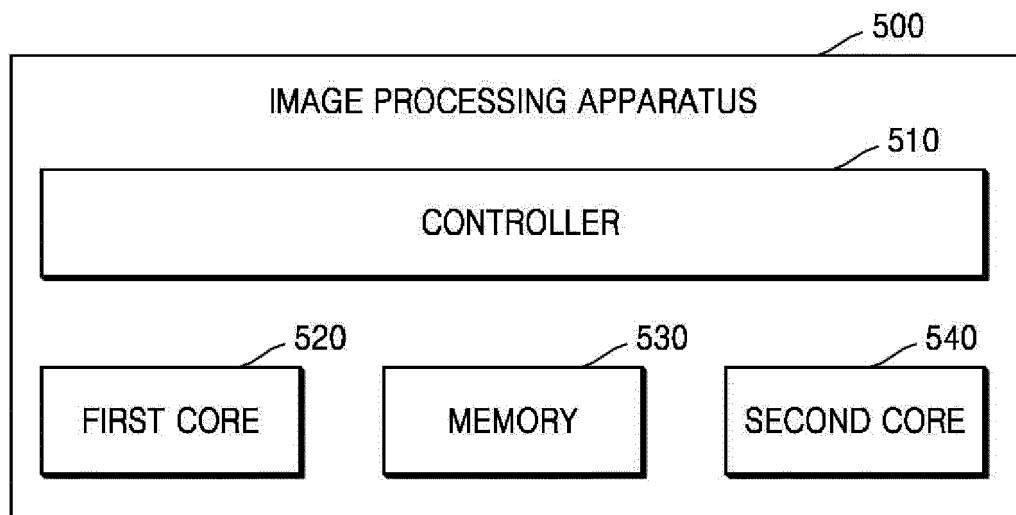 500
IMAGE PROCESSING APPARATUS
510
CONTROLLER
520 530 540
FIRST CORE MEMORY SECOND CORE